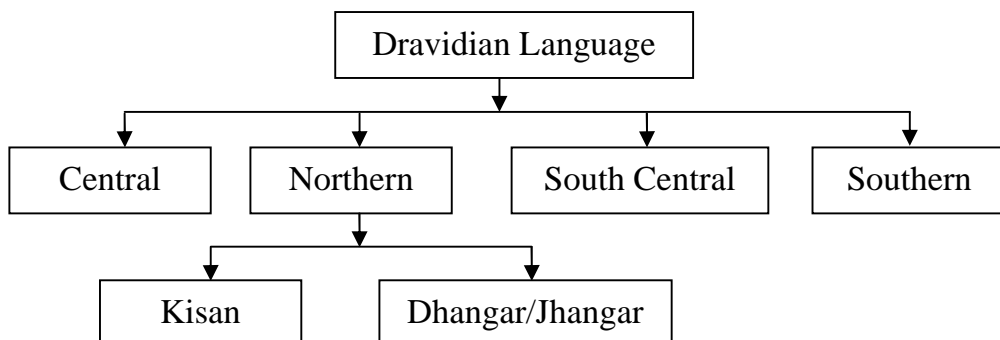 Dravidian Language
Central
Northern
South Central
Southern
Kisan
Dhangar/Jhangar